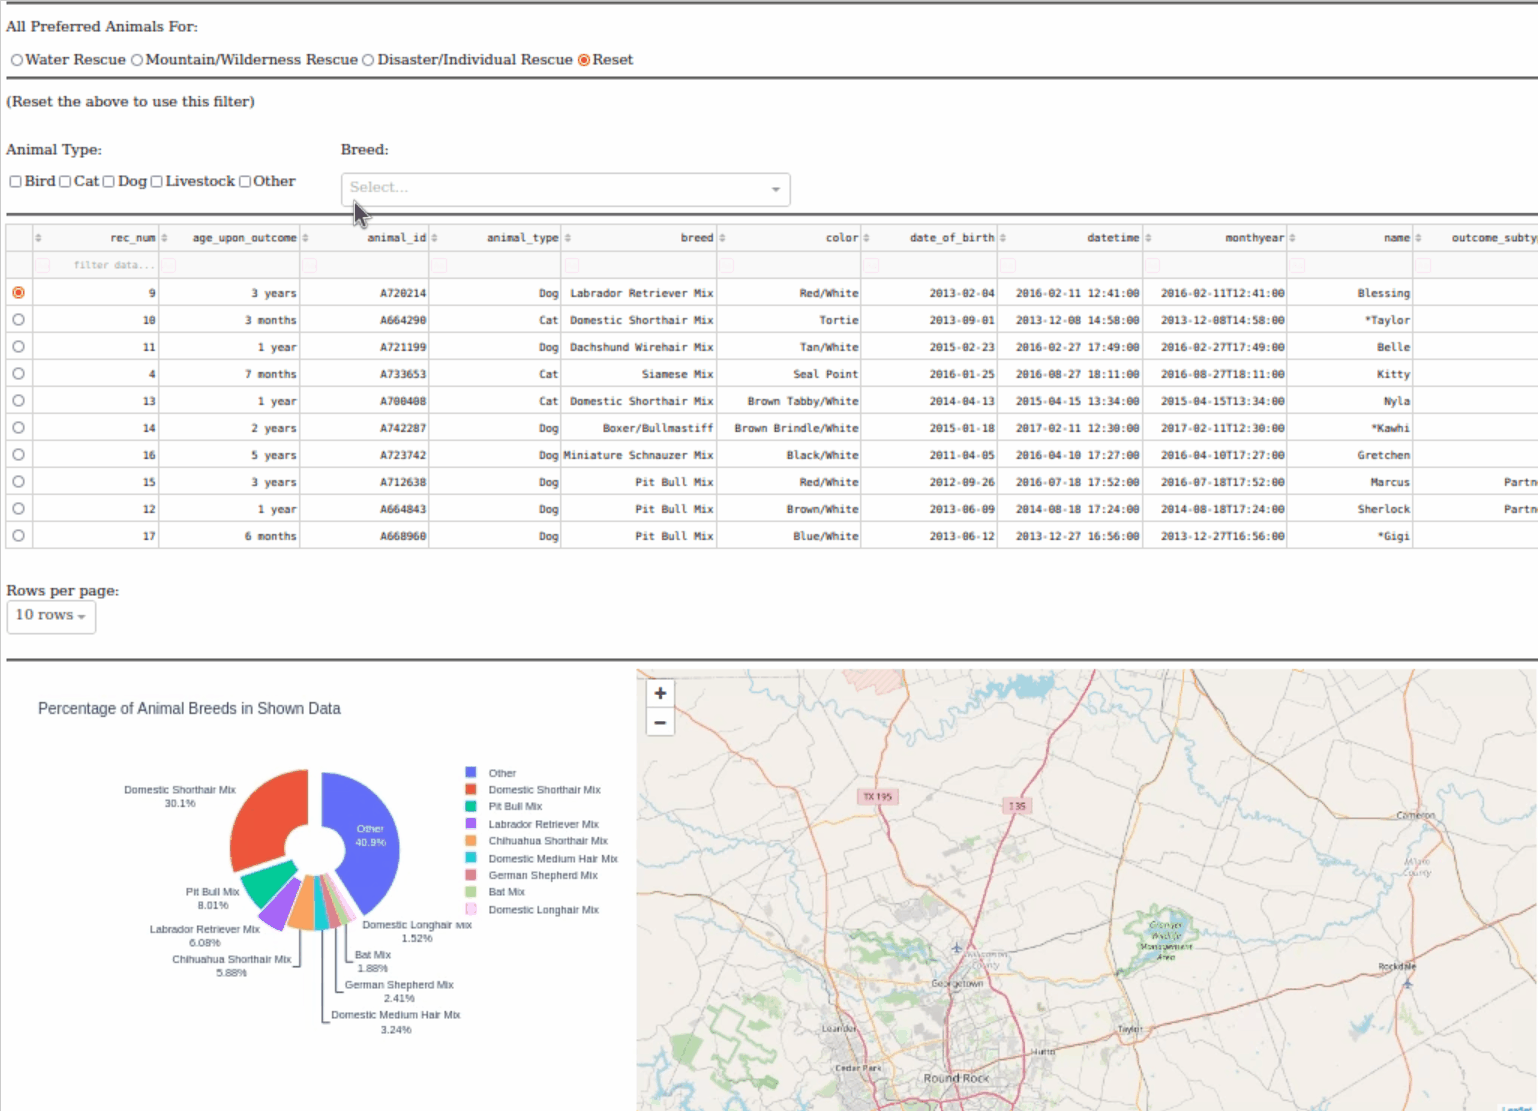 All Preferred Animals For:
Water Rescue Mountain/Wilderness Rescue Disaster/Individual Rescue Reset
(Reset the above to use this filter)
Animal Type: Breed:
Bird Cat Dog Livestock Other Select...
rec_num age_upon_outcome animal_id animal_type breed color date_of_birth datetime monthyear name outcome_subty
filter data...
9 3 years A720214 Dog Labrador Retriever Mix Red/White 2013-02-04 2016-02-11 12:41:00 2016-02-11T12:41:00 Blessing
10 3 months A664290 Cat Domestic Shorthair Mix Tortie 2013-09-01 2013-12-08 14:58:00 2013-12-08T14:58:00 *Taylor
11 1 year A721199 Dog Dachshund Wirehair Mix Tan/White 2015-02-23 2016-02-27 17:49:00 2016-02-27T17:49:00 Belle
4 7 months A733653 Cat Siamese Mix Seal Point 2016-01-25 2016-08-27 18:11:00 2016-08-27T18:11:00 Kitty
13 1 year A700408 Cat Domestic Shorthair Mix Brown Tabby/White 2014-04-13 2015-04-15 13:34:00 2015-04-15T13:34:00 Nyla
14 2 years A742287 Dog Boxer/Bullmastiff Brown Brindle/White 2015-01-18 2017-02-11 12:30:00 2017-02-11T12:30:00 *Kawhi
16 5 years A723742 Dog Miniature Schnauzer Mix Black/White 2011-04-05 2016-04-10 17:27:00 2016-04-10T17:27:00 Gretchen
15 3 years A712638 Dog Pit Bull Mix Red/White 2012-09-26 2016-07-18 17:52:00 2016-07-18T17:52:00 Marcus Partn
12 1 year A664843 Dog Pit Bull Mix Brown/White 2013-06-09 2014-08-18 17:24:00 2014-08-18T17:24:00 Sherlock Partn
17 6 months A668960 Dog Pit Bull Mix Blue/White 2013-06-12 2013-12-27 16:56:00 2013-12-27T16:56:00 *Gigi
Rows per page:
10 rows
Percentage of Animal Breeds in Shown Data
Domestic Shorthair Mix
30.1%
Other
40.9%
Pit Bull Mix
8.01%
Labrador Retriever Mix
6.08%
Chihuahua Shorthair Mix
5.88%
Domestic Longhair Mix
1.52%
Bat Mix
1.88%
German Shepherd Mix
2.41%
Domestic Medium Hair Mix
3.24%
Other
Domestic Shorthair Mix
Pit Bull Mix
Labrador Retriever Mix
Chihuahua Shorthair Mix
Domestic Medium Hair Mix
German Shepherd Mix
Bat Mix
Domestic Longhair Mix
+
−
TX 195
I 35
Cameron
Milam
County
Granger
Wildlife
Management
Area
Williamson
County
Georgetown
Rockdale
Leander
Taylor
Hutto
Cedar Park
Round Rock